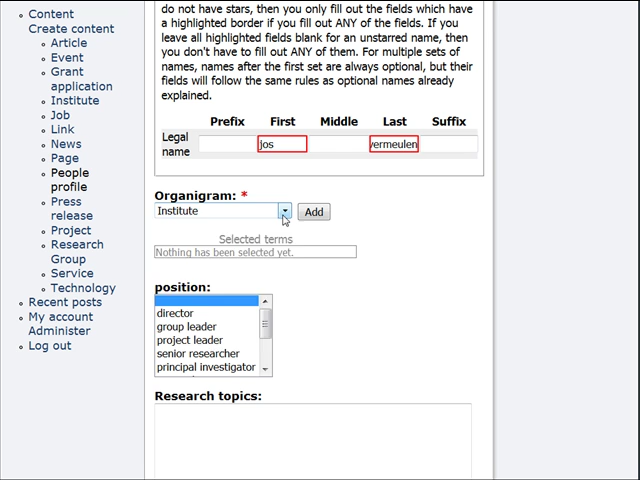 Content
Create content
Article
Event
Grant
application
Institute
Job
Link
News
Page
People
profile
Press
release
Project
Research
Group
Service
Technology
Recent posts
My account
Administer
Log out
do not have stars, then you only fill out the fields which have
a highlighted border if you fill out ANY of the fields. If you
leave all highlighted fields blank for an unstarred name, then
you don't have to fill out ANY of them. For multiple sets of
names, names after the first set are always optional, but their
fields will follow the same rules as optional names already
explained.
Prefix First Middle Last Suffix
Legal
name
jos vermeulen
Organigram: *
Institute Add
Selected terms
Nothing has been selected yet.
position:
director
group leader
project leader
senior researcher
principal investigator
Research topics: